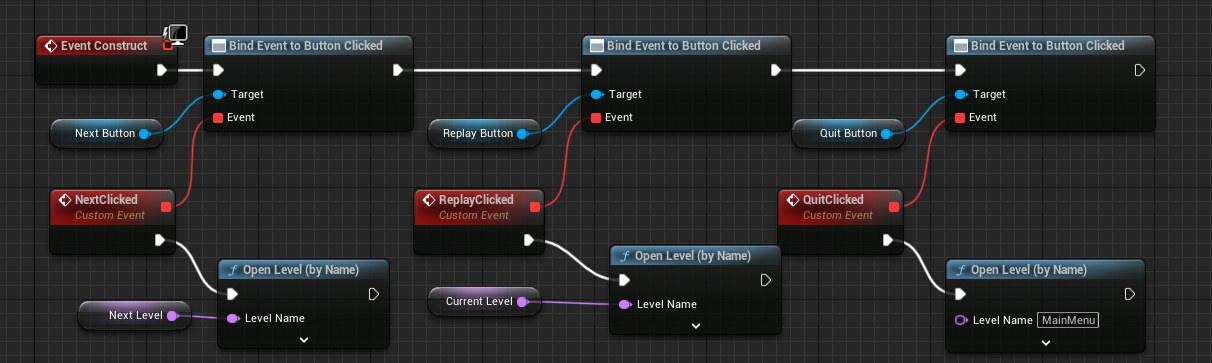 Event Construct
Bind Event to Button Clicked
Bind Event to Button Clicked
Bind Event to Button Clicked
Target
Target
Target
Event
Event
Event
Next Button
Replay Button
Quit Button
NextClicked
Custom Event
ReplayClicked
Custom Event
QuitClicked
Custom Event
Open Level (by Name)
Next Level
Level Name
Open Level (by Name)
Current Level
Level Name
Open Level (by Name)
Level Name MainMenu